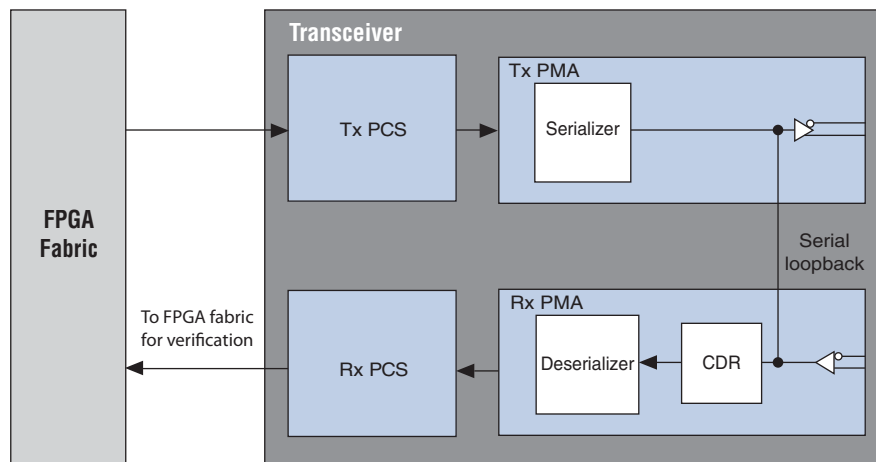 Transceiver
Tx PMA
Tx PCS
Serializer
FPGA
Fabric
Serial
loopback
Rx PMA
To FPGA fabric
for verification
Rx PCS
Deserializer
CDR